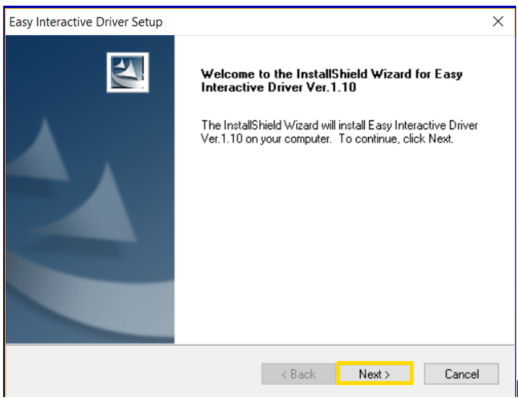 Easy Interactive Driver Setup
Welcome to the InstallShield Wizard for Easy
Interactive Driver Ver.1.10
The InstallShield Wizard will install Easy Interactive Driver
Ver.1.10 on your computer.  To continue, click Next.
< Back
Next >
Cancel